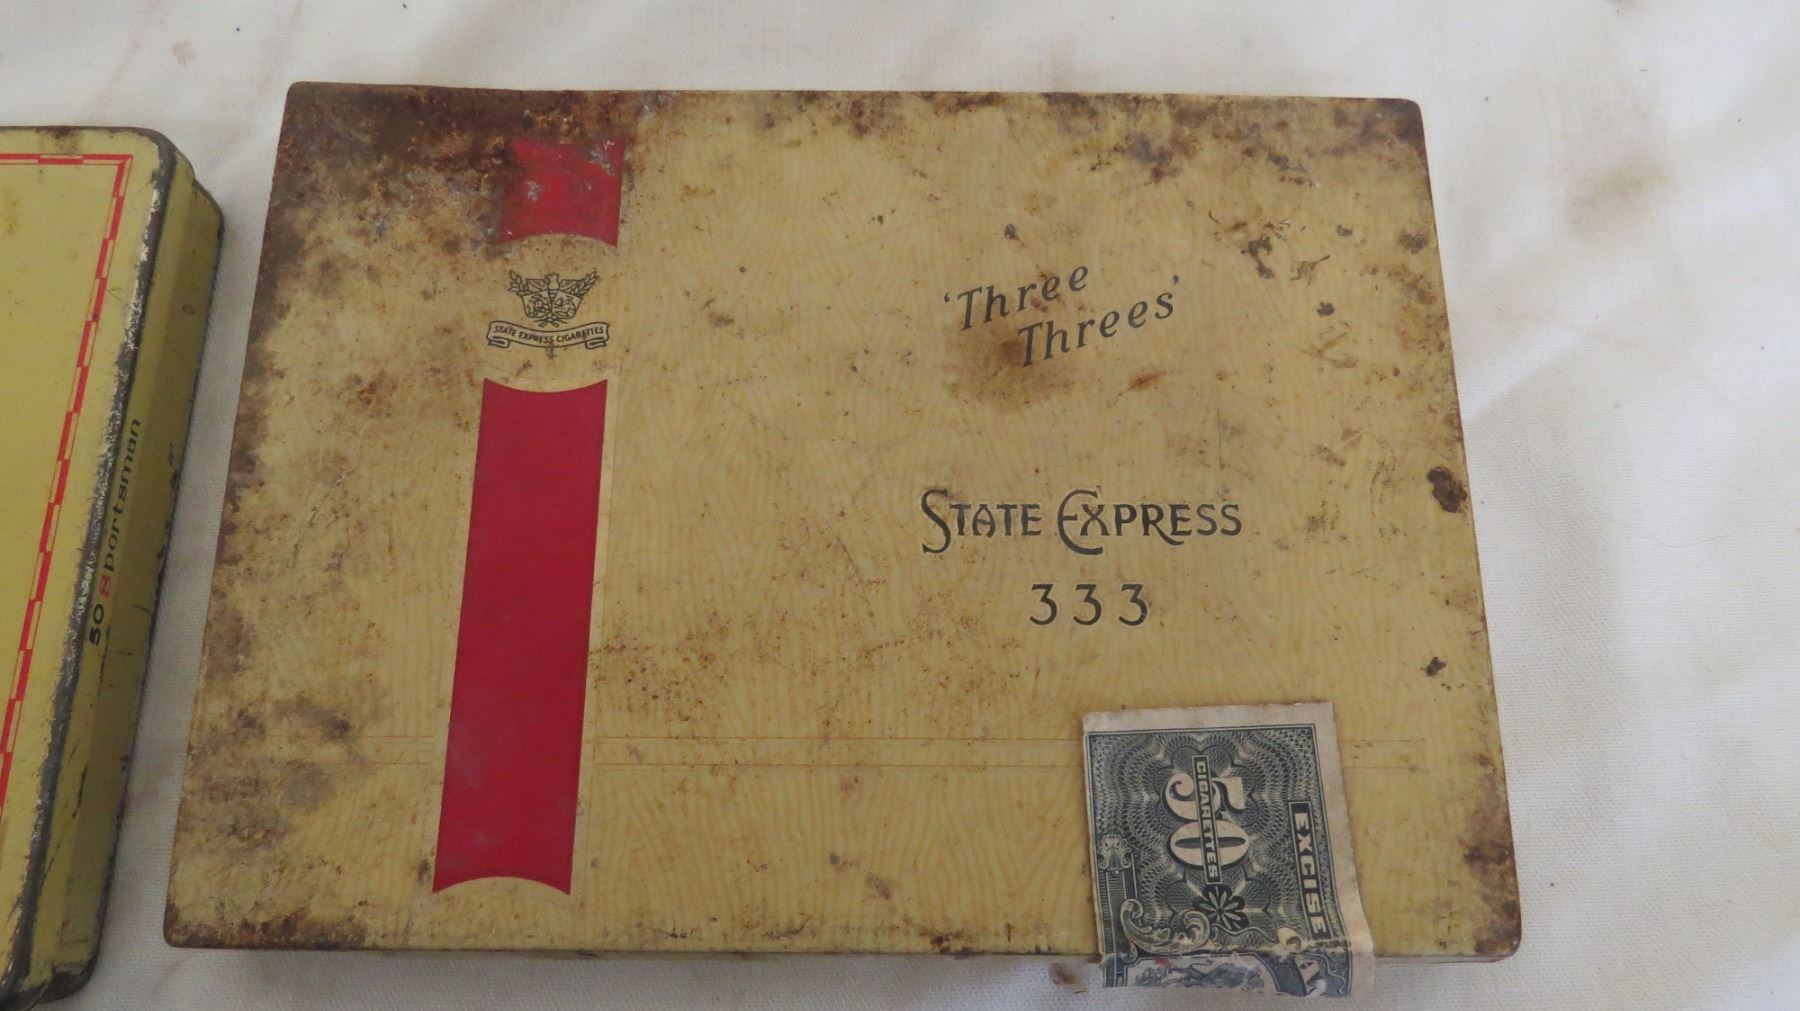 50 Sportsman
STATE EXPRESS CIGARETTES
'Three
Threes'
STATE EXPRESS
333
50
CIGARETTES
EXCISE